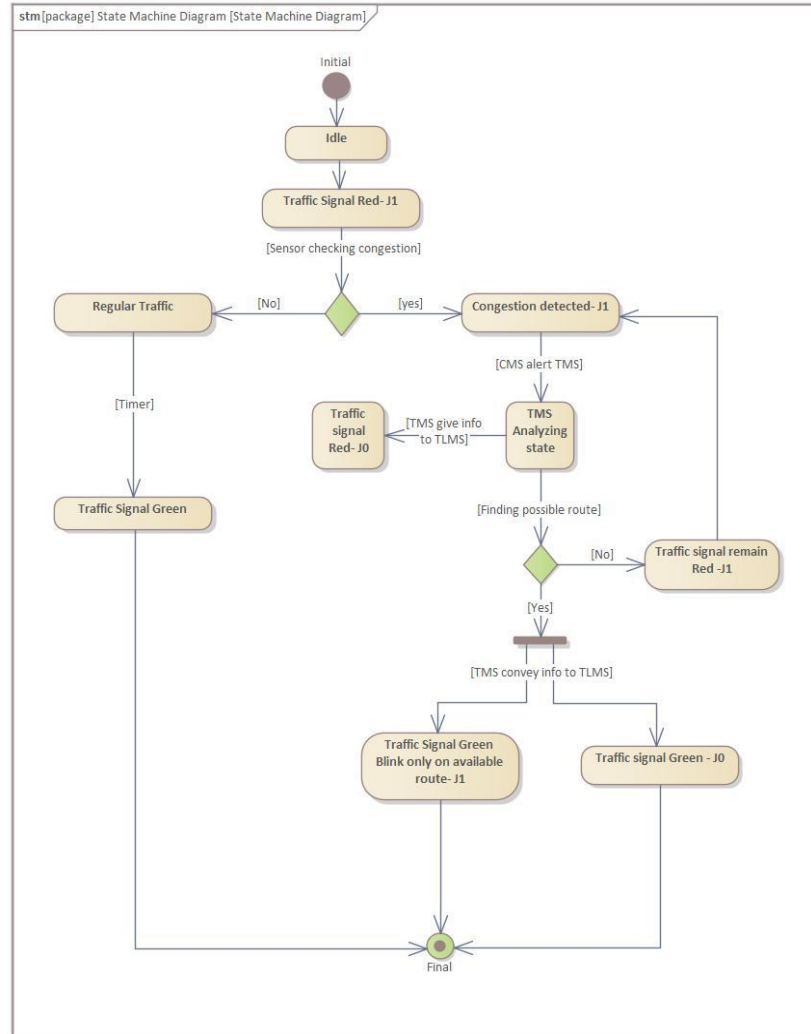 stm [package] State Machine Diagram [State Machine Diagram]
Initial
Idle
Traffic Signal Red- J1
[Sensor checking congestion]
Regular Traffic
[No]
[yes]
Congestion detected- J1
[CMS alert TMS]
[Timer]
Traffic
signal
Red- J0
[TMS give info
to TLMS]
TMS
Analyzing
state
Traffic Signal Green
[Finding possible route]
[No]
Traffic signal remain
Red -J1
[Yes]
[TMS convey info to TLMS]
Traffic Signal Green
Blink only on available
route- J1
Traffic signal Green - J0
Final